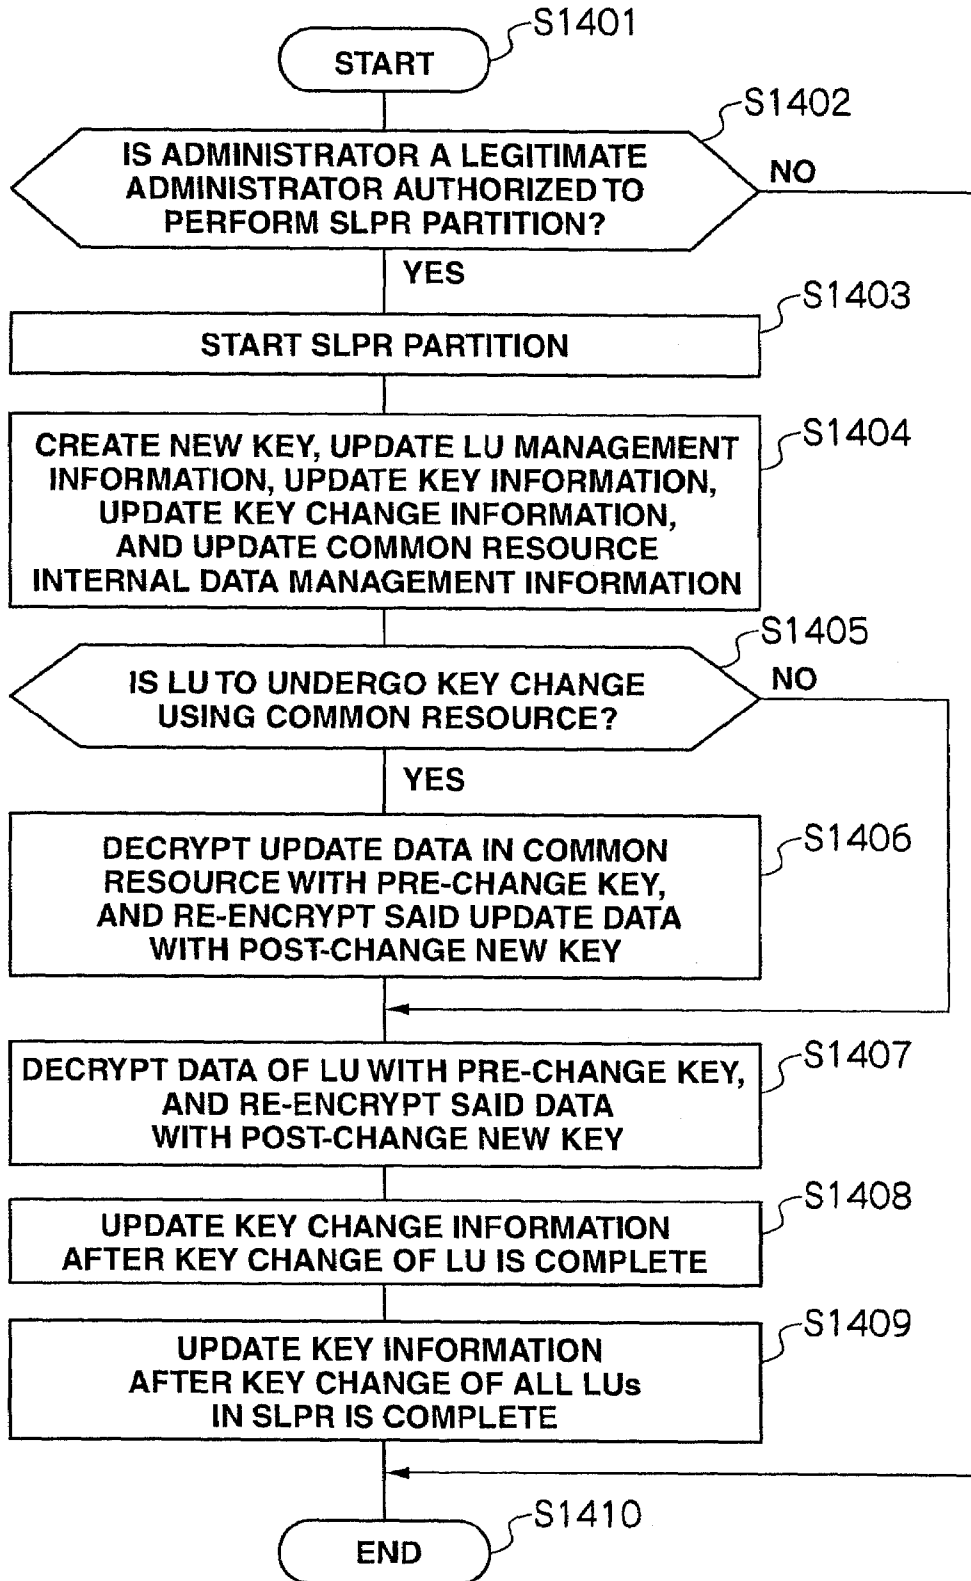 S1401
START
S1402
IS ADMINISTRATOR A LEGITIMATE
ADMINISTRATOR AUTHORIZED TO
PERFORM SLPR PARTITION?
NO
YES
S1403
START SLPR PARTITION
S1404
CREATE NEW KEY, UPDATE LU MANAGEMENT
INFORMATION, UPDATE KEY INFORMATION,
UPDATE KEY CHANGE INFORMATION,
AND UPDATE COMMON RESOURCE
INTERNAL DATA MANAGEMENT INFORMATION
S1405
IS LU TO UNDERGO KEY CHANGE
USING COMMON RESOURCE?
NO
YES
S1406
DECRYPT UPDATE DATA IN COMMON
RESOURCE WITH PRE-CHANGE KEY,
AND RE-ENCRYPT SAID UPDATE DATA
WITH POST-CHANGE NEW KEY
S1407
DECRYPT DATA OF LU WITH PRE-CHANGE KEY,
AND RE-ENCRYPT SAID DATA
WITH POST-CHANGE NEW KEY
S1408
UPDATE KEY CHANGE INFORMATION
AFTER KEY CHANGE OF LU IS COMPLETE
S1409
UPDATE KEY INFORMATION
AFTER KEY CHANGE OF ALL LUs
IN SLPR IS COMPLETE
S1410
END